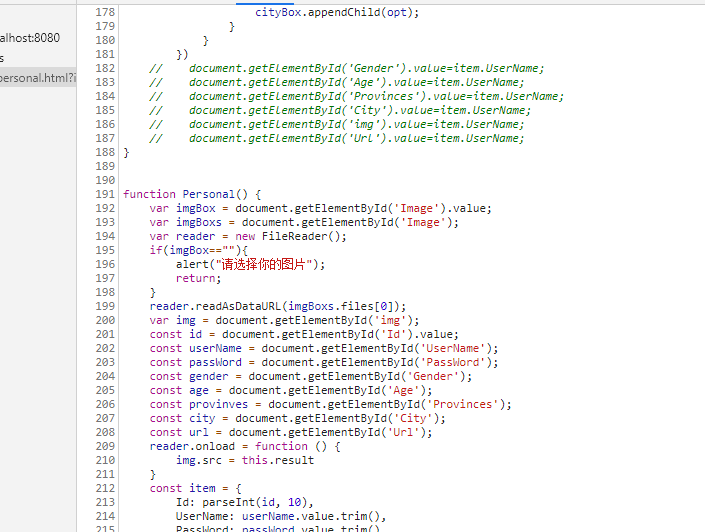 alhost:8080
s
personal.html?i
178 cityBox.appendChild(opt);
179 }
180 }
181 })
182 // document.getElementById('Gender').value=item.UserName;
183 // document.getElementById('Age').value=item.UserName;
184 // document.getElementById('Provinces').value=item.UserName;
185 // document.getElementById('City').value=item.UserName;
186 // document.getElementById('img').value=item.UserName;
187 // document.getElementById('Url').value=item.UserName;
188 }
189
190
191 function Personal() {
192 var imgBox = document.getElementById('Image').value;
193 var imgBoxs = document.getElementById('Image');
194 var reader = new FileReader();
195 if(imgBox==""){
196 alert("请选择你的图片");
197 return;
198 }
199 reader.readAsDataURL(imgBoxs.files[0]);
200 var img = document.getElementById('img');
201 const id = document.getElementById('Id').value;
202 const userName = document.getElementById('UserName');
203 const passWord = document.getElementById('PassWord');
204 const gender = document.getElementById('Gender');
205 const age = document.getElementById('Age');
206 const provinves = document.getElementById('Provinces');
207 const city = document.getElementById('City');
208 const url = document.getElementById('Url');
209 reader.onload = function () {
210 img.src = this.result
211 }
212 const item = {
213 Id: parseInt(id, 10),
214 UserName: userName.value.trim(),
215 PassWord: passWord.value.trim()